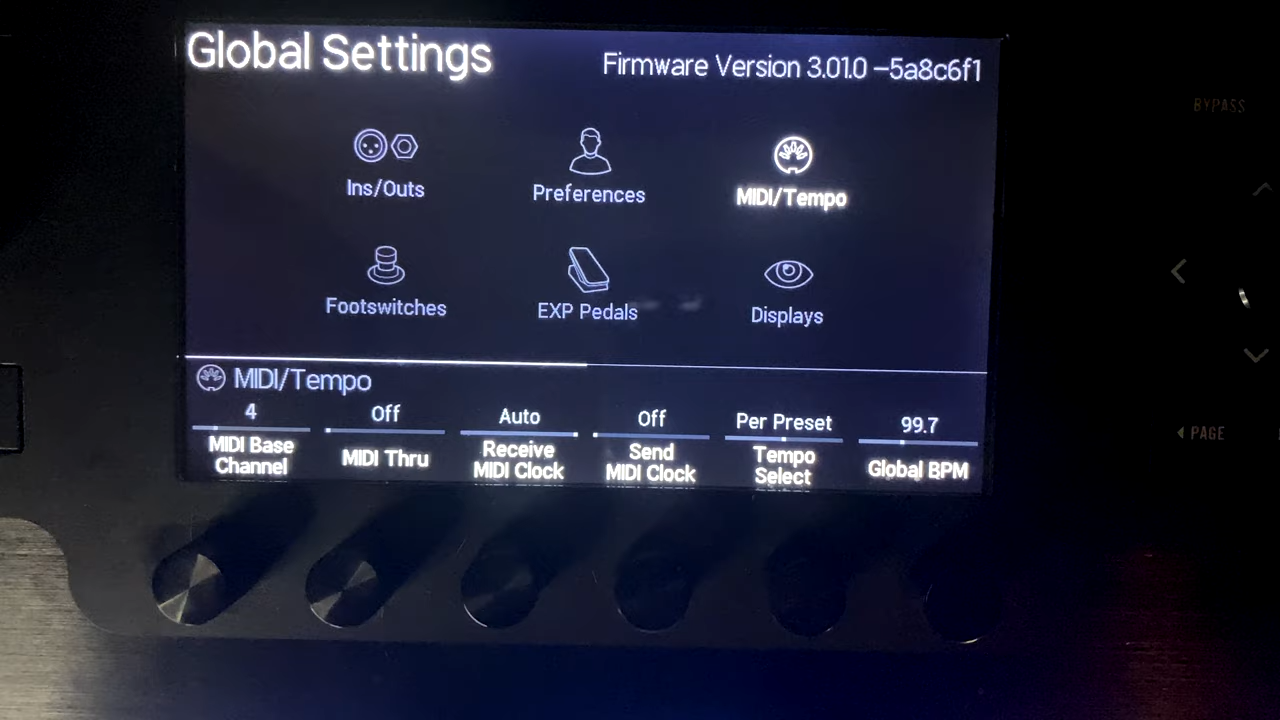 Global Settings
Firmware Version 3.01.0 -5a8c6f1
BYPASS
Ins/Outs
Preferences
MIDI/Tempo
Footswitches
EXP Pedals
Displays
MIDI/Tempo
4
Off
Auto
Off
Per Preset
99.7
MIDI Base
Channel
MIDI Thru
Receive
MIDI Clock
Send
MIDI Clock
Tempo
Select
Global BPM
PAGE